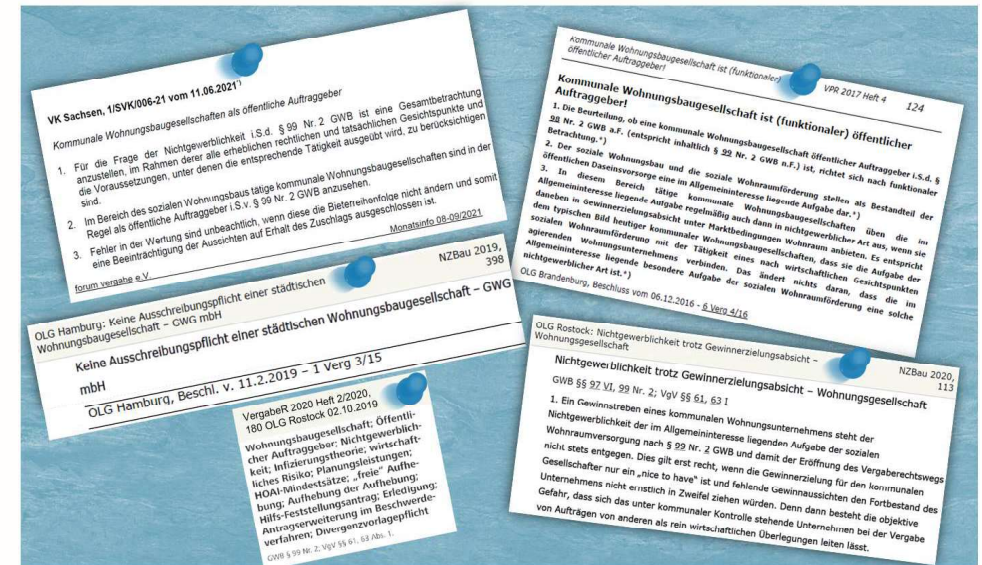 VK Sachsen, 1/SVK/006-21 vom 11.06.2021*)
Kommunale Wohnungsbaugesellschaften als öffentliche Auftraggeber
1. Für die Frage der Nichtgewerblichkeit i.S.d. § 99 Nr. 2 GWB ist eine Gesamtbetrachtung
anzustellen, im Rahmen derer alle erheblichen rechtlichen und tatsächlichen Gesichtspunkte und
die Voraussetzungen, unter denen die entsprechende Tätigkeit ausgeübt wird, zu berücksichtigen
sind.
2. Im Bereich des sozialen Wohnungsbaus tätige kommunale Wohnungsbaugesellschaften sind in der
Regel als öffentliche Auftraggeber i.S.v. § 99 Nr. 2 GWB anzusehen.
3. Fehler in der Wertung sind unbeachtlich, wenn diese die Bieterreihenfolge nicht ändern und somit
eine Beeinträchtigung der Aussichten auf Erhalt des Zuschlags ausgeschlossen ist.
forum vergabe e.V.
Monatsinfo 08-09/2021
Kommunale Wohnungsbaugesellschaft ist (funktionaler)
öffentlicher Auftraggeber!
VPR 2017 Heft 4 124
Kommunale Wohnungsbaugesellschaft ist (funktionaler) öffentlicher
Auftraggeber!
1. Die Beurteilung, ob eine kommunale Wohnungsbaugesellschaft öffentlicher Auftraggeber i.S.d. §
98 Nr. 2 GWB a.F. (entspricht inhaltlich § 99 Nr. 2 GWB n.F.) ist, richtet sich nach funktionaler
Betrachtung.*)
2. Der soziale Wohnungsbau und die soziale Wohnraumförderung stellen als Bestandteil der
öffentlichen Daseinsvorsorge eine im Allgemeininteresse liegende Aufgabe dar.*)
3. In diesem Bereich tätige kommunale Wohnungsbaugesellschaften üben die im
Allgemeininteresse liegende Aufgabe regelmäßig auch dann in nichtgewerblicher Art aus, wenn sie
daneben in gewinnerzielungsabsicht unter Marktbedingungen Wohnraum anbieten. Es entspricht
dem typischen Bild heutiger kommunaler Wohnungsbaugesellschaften, dass sie die Aufgabe der
sozialen Wohnraumförderung mit der Tätigkeit eines nach wirtschaftlichen Gesichtspunkten
agierenden Wohnungsunternehmens verbinden. Das ändert nichts daran, dass die im
Allgemeininteresse liegende besondere Aufgabe der sozialen Wohnraumförderung eine solche
nichtgewerblicher Art ist.*)
OLG Brandenburg, Beschluss vom 06.12.2016 - 6 Verg 4/16
OLG Hamburg: Keine Ausschreibungspflicht einer städtischen
Wohnungsbaugesellschaft – GWG mbH
NZBau 2019,
398
Keine Ausschreibungspflicht einer städtischen Wohnungsbaugesellschaft – GWG
mbH
OLG Hamburg, Beschl. v. 11.2.2019 – 1 Verg 3/15
VergabeR 2020 Heft 2/2020,
180 OLG Rostock 02.10.2019
Wohnungsbaugesellschaft; Öffentli-
cher Auftraggeber; Nichtgewerblich-
keit; Infizierungstheorie; wirtschaft-
liches Risiko; Planungsleistungen;
HOAI-Mindestsätze; „freie“ Aufhe-
bung; Aufhebung der Aufhebung;
Hilfs-Feststellungsantrag; Erledigung;
Antragserweiterung im Beschwerde-
verfahren; Divergenzvorlagepflicht
GWB § 99 Nr. 2; VgV §§ 61, 63 Abs. 1.
OLG Rostock: Nichtgewerblichkeit trotz Gewinnerzielungsabsicht –
Wohnungsgesellschaft
NZBau 2020,
113
Nichtgewerblichkeit trotz Gewinnerzielungsabsicht – Wohnungsgesellschaft
GWB §§ 97 VI, 99 Nr. 2; VgV §§ 61, 63 I
1. Ein Gewinnstreben eines kommunalen Wohnungsunternehmens steht der
Nichtgewerblichkeit der im Allgemeininteresse liegenden Aufgabe der sozialen
Wohnraumversorgung nach § 99 Nr. 2 GWB und damit der Eröffnung des Vergaberechtswegs
nicht stets entgegen. Dies gilt erst recht, wenn die Gewinnerzielung für den kommunalen
Gesellschafter nur ein „nice to have“ ist und fehlende Gewinnaussichten den Fortbestand des
Unternehmens nicht ernstlich in Zweifel ziehen würden. Denn dann besteht die objektive
Gefahr, dass sich das unter kommunaler Kontrolle stehende Unternehmen bei der Vergabe
von Aufträgen von anderen als rein wirtschaftlichen Überlegungen leiten lässt.